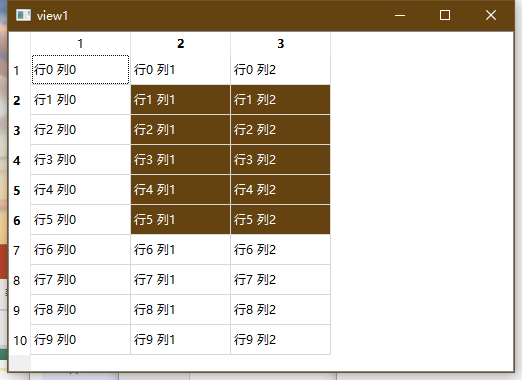 view1
1 2 3
1 行0 列0 行0 列1 行0 列2
2 行1 列0 行1 列1 行1 列2
3 行2 列0 行2 列1 行2 列2
4 行3 列0 行3 列1 行3 列2
5 行4 列0 行4 列1 行4 列2
6 行5 列0 行5 列1 行5 列2
7 行6 列0 行6 列1 行6 列2
8 行7 列0 行7 列1 行7 列2
9 行8 列0 行8 列1 行8 列2
10 行9 列0 行9 列1 行9 列2